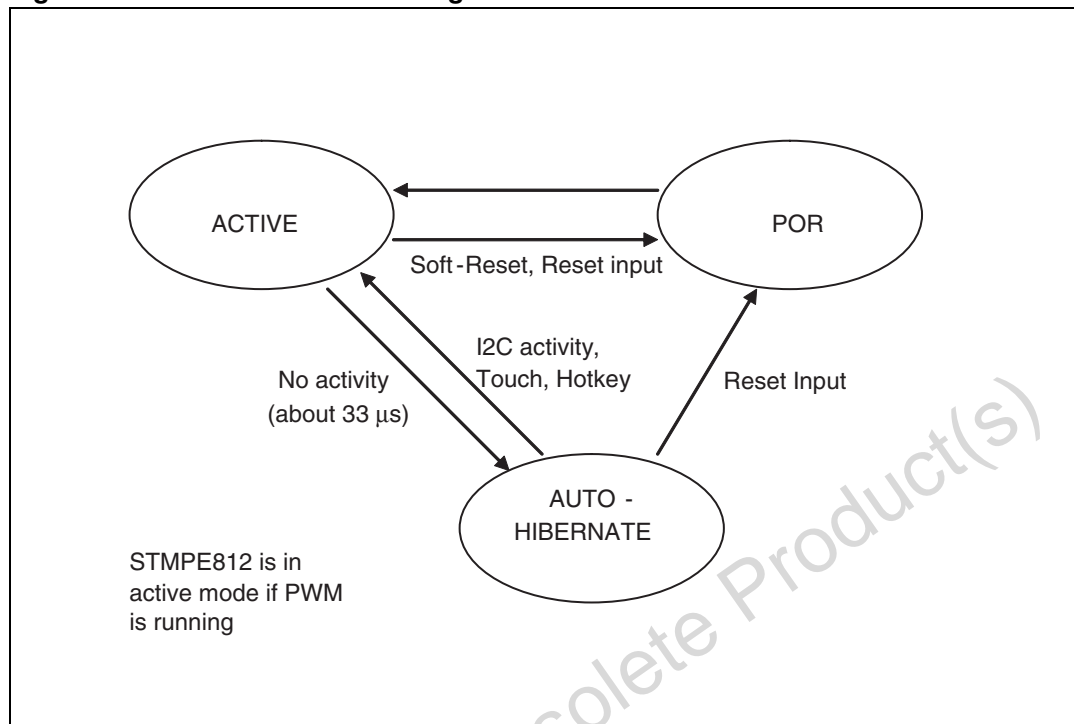 ACTIVE
POR
Soft-Reset, Reset input
I2C activity,
Touch, Hotkey
No activity
(about 33 μs)
Reset Input
AUTO -
HIBERNATE
STMPE812 is in
active mode if PWM
is running
solete Product(s)